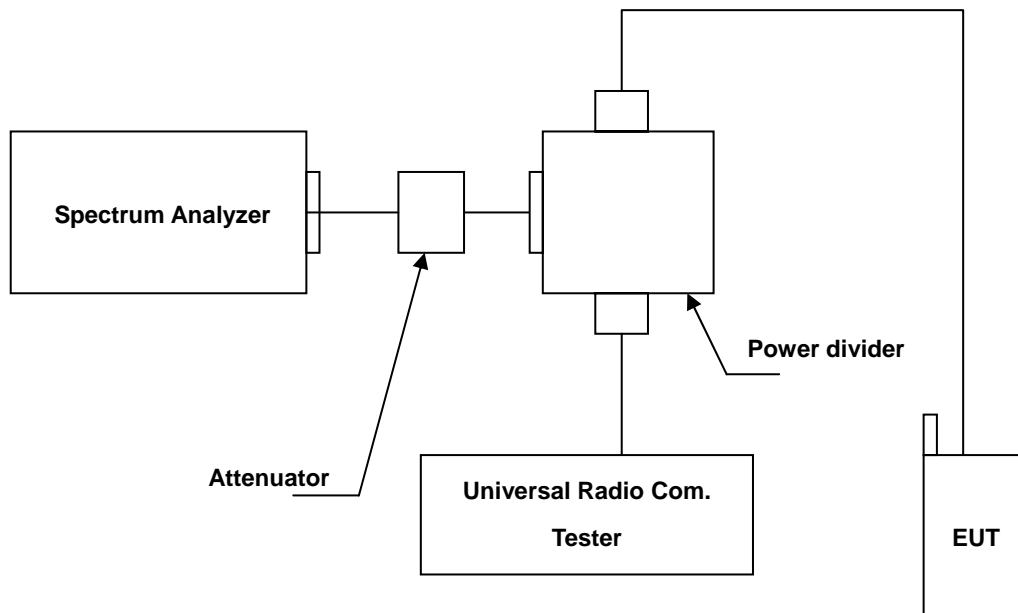 Spectrum Analyzer
Power divider
Attenuator
Universal Radio Com.
Tester
EUT